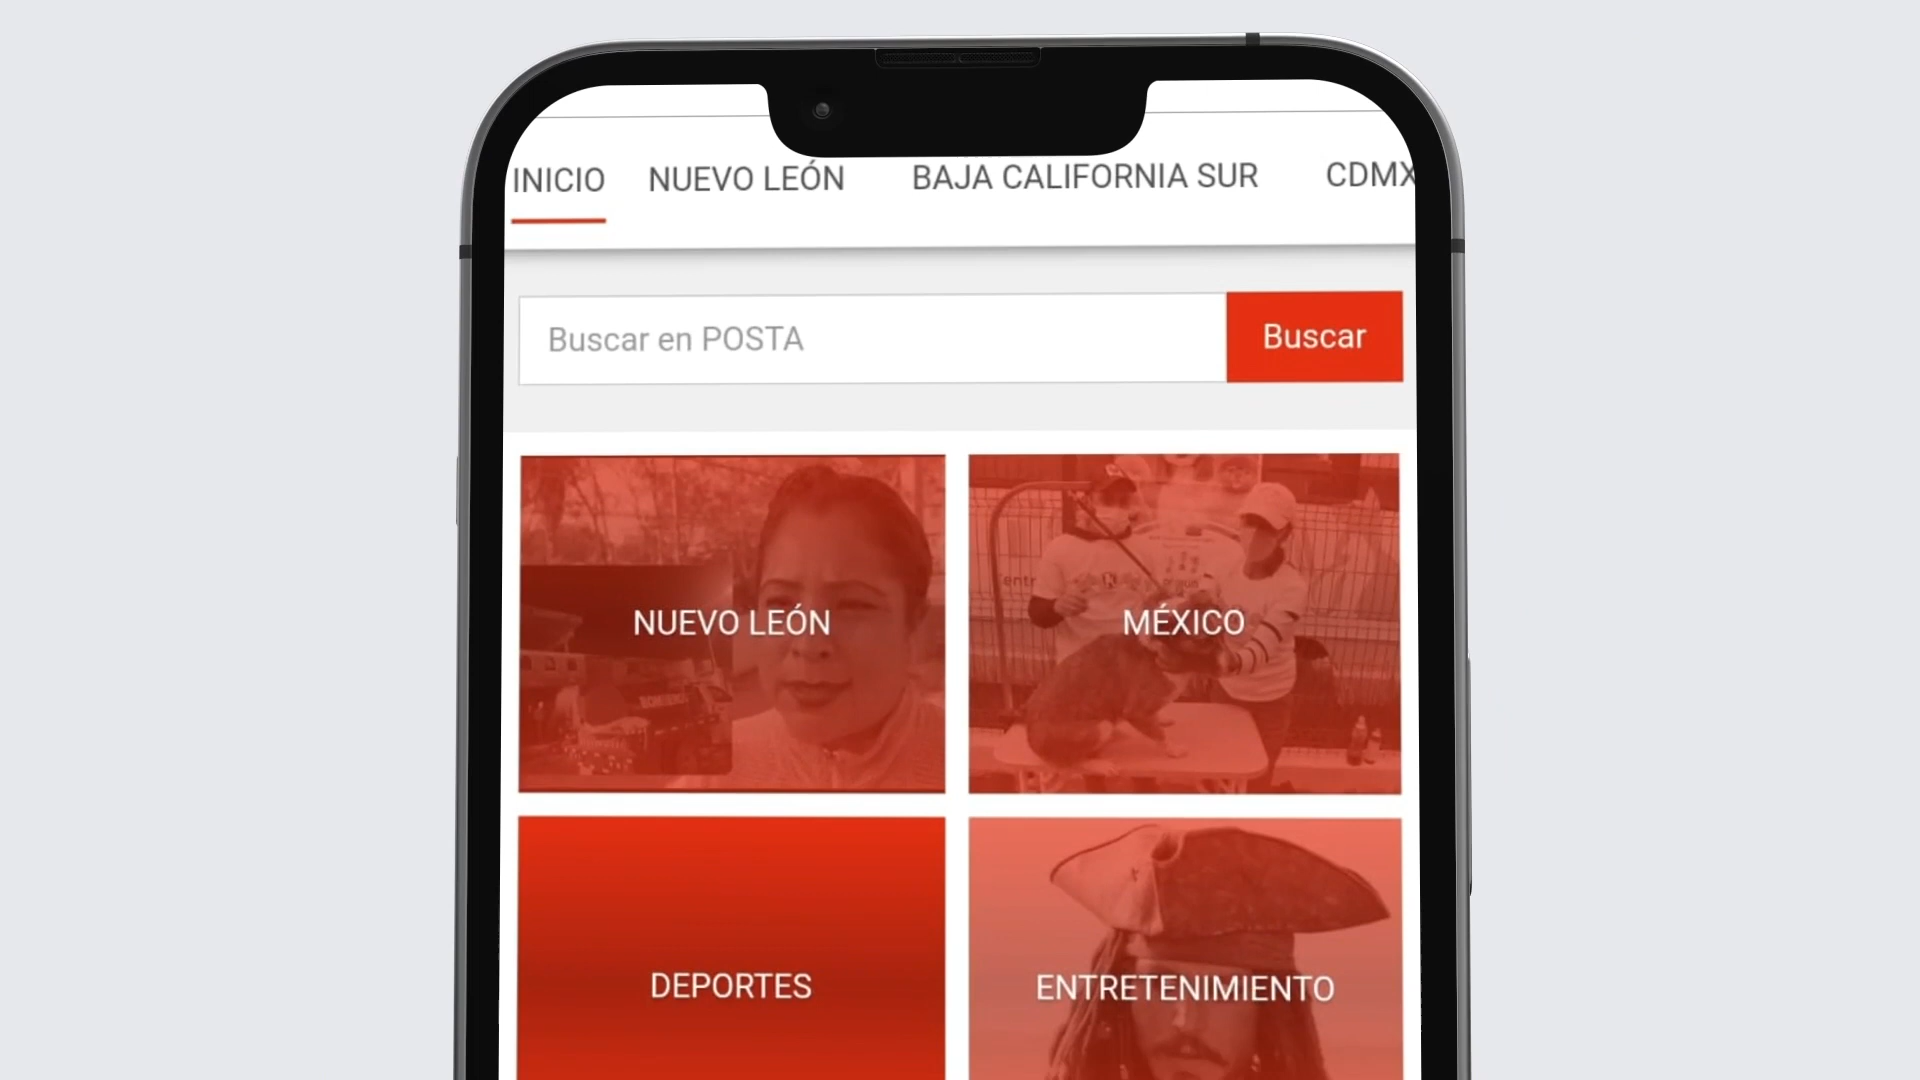 INICIO NUEVO LEÓN BAJA CALIFORNIA SUR CDMX
Buscar en POSTA Buscar
NUEVO LEÓN MÉXICO
DEPORTES ENTRETENIMIENTO